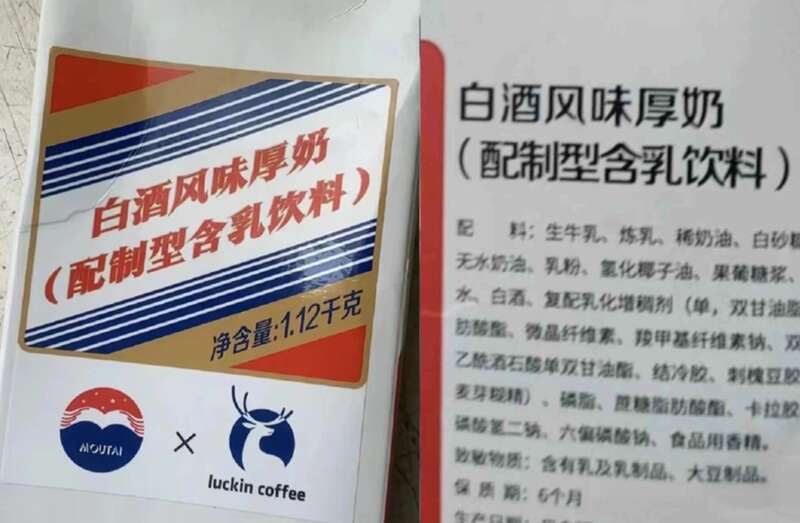 白酒风味厚奶
（配制型含乳饮料）
净含量:1.12千克
MOUTAI
×
luckin coffee
白酒风味厚奶
（配制型含乳饮料）
配 料：生牛乳、炼乳、稀奶油、白砂糖
无水奶油、乳粉、氢化椰子油、果葡糖浆、
水、白酒、复配乳化增稠剂（单，双甘油脂
肪酸酯、微晶纤维素、羧甲基纤维素钠、双
乙酰酒石酸单双甘油酯、结冷胶、刺槐豆胶
麦芽糊精）、磷脂、蔗糖脂肪酸酯、卡拉胶
磷酸氢二钠、六偏磷酸钠、食品用香精。
致敏物质：含有乳及乳制品、大豆制品。
保 质 期：6个月
生产日期：